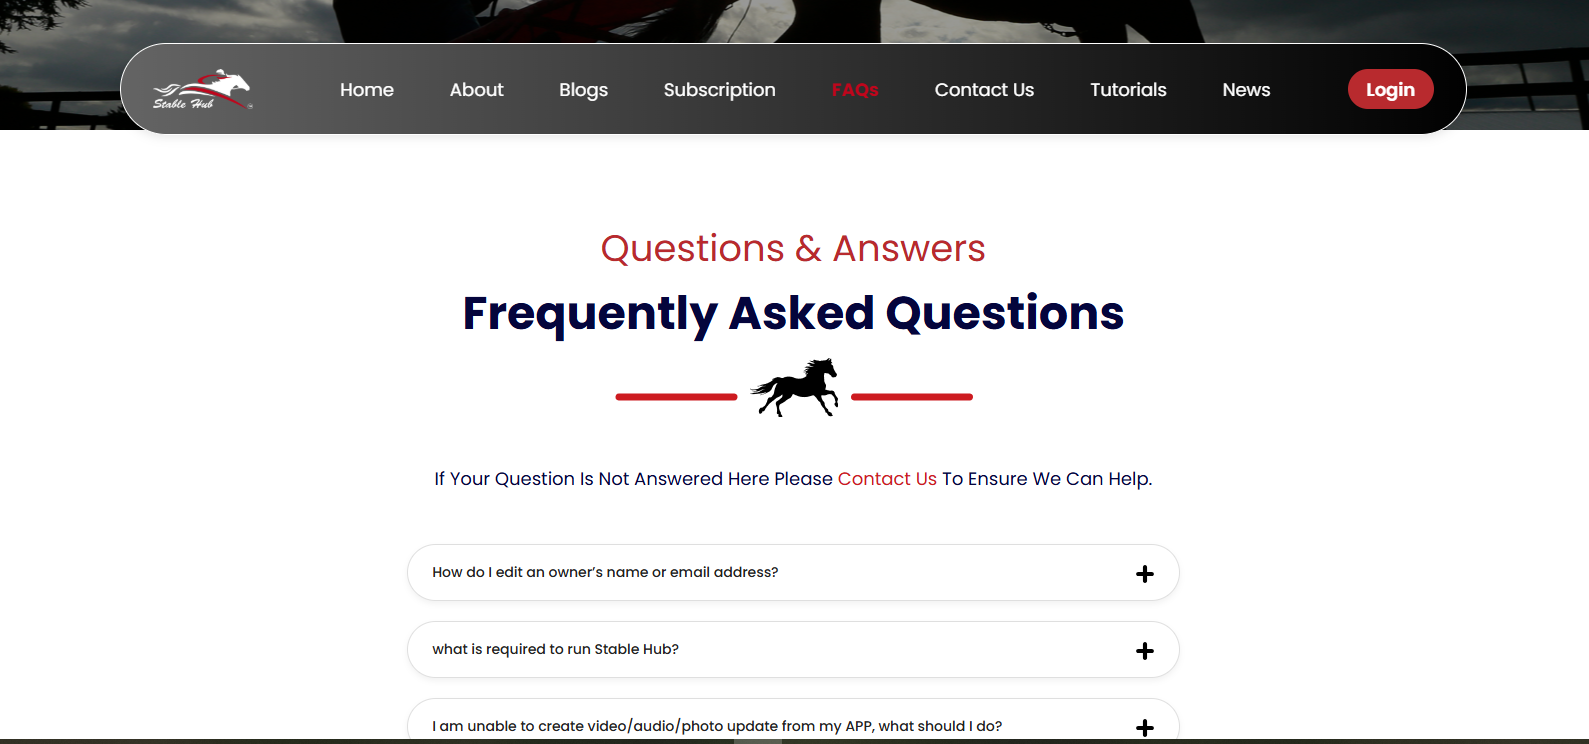 Stable Hub
Home About Blogs Subscription FAQs Contact Us Tutorials News Login
Questions & Answers
Frequently Asked Questions
If Your Question Is Not Answered Here Please Contact Us To Ensure We Can Help.
How do I edit an owner’s name or email address?
what is required to run Stable Hub?
I am unable to create video/audio/photo update from my APP, what should I do?